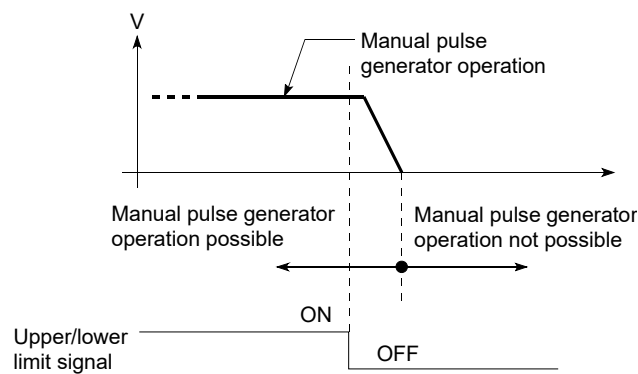 V
Manual pulse
generator operation
Manual pulse generator
operation possible
Manual pulse generator
operation not possible
ON
Upper/lower
limit signal
OFF